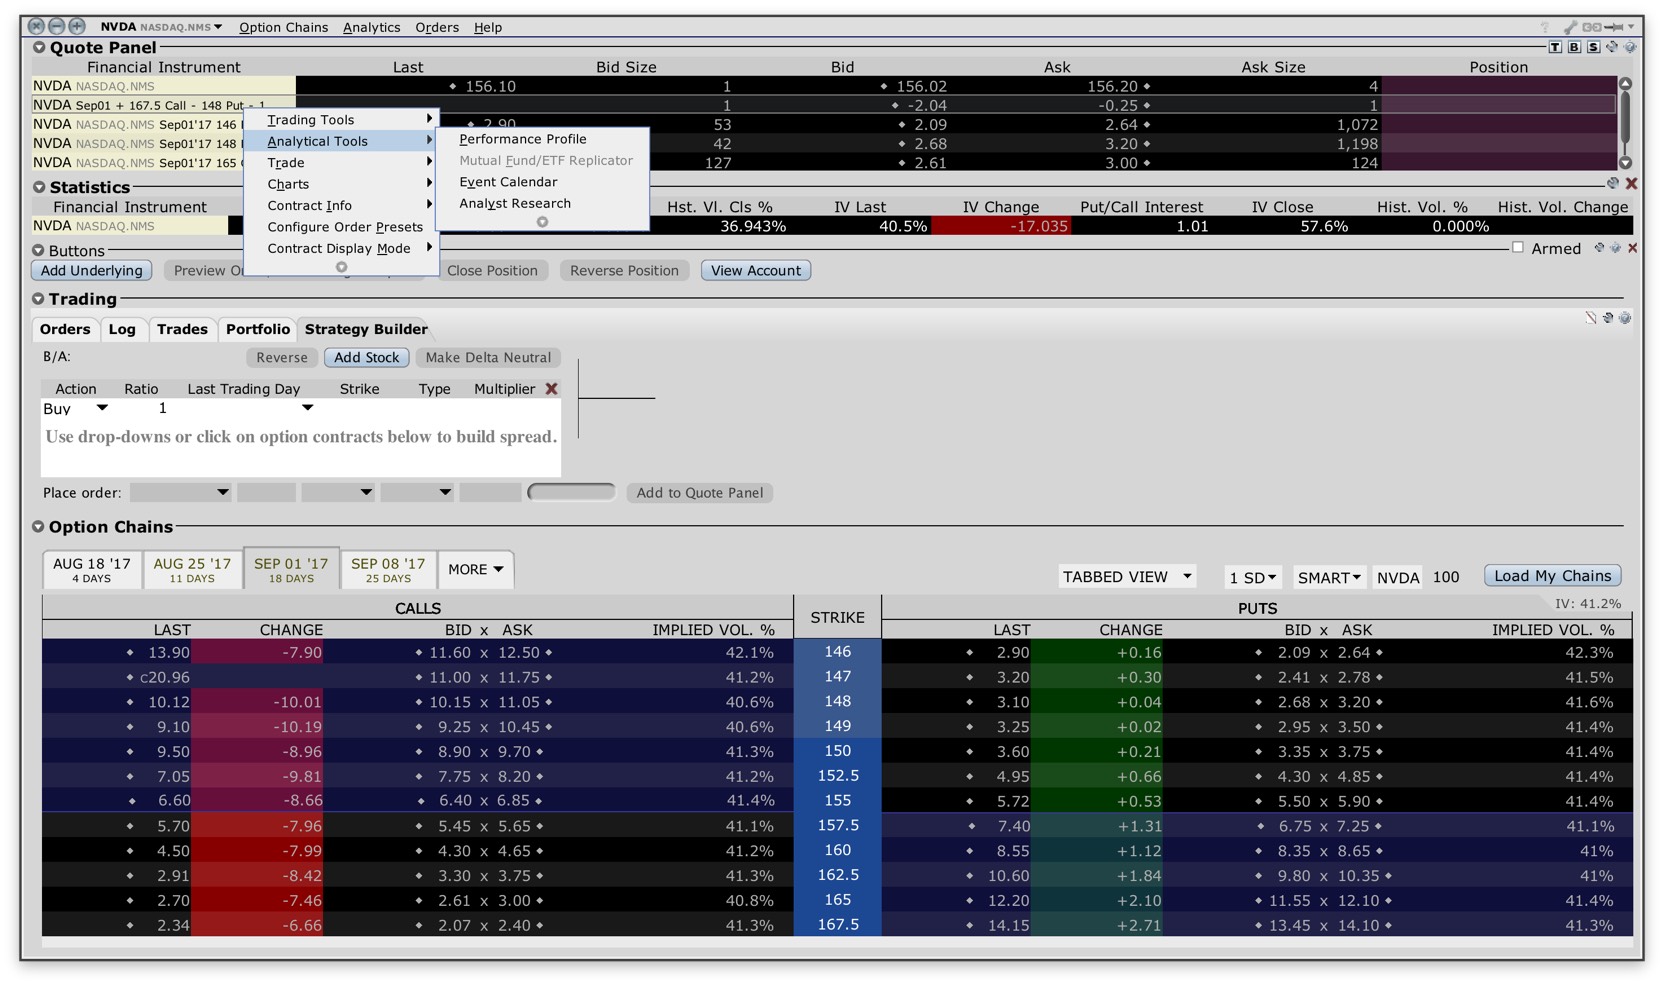 NVDA NASDAQ.NMS Option Chains Analytics Orders Help
Quote Panel T B S
Financial Instrument Last Bid Size Bid Ask Ask Size Position
NVDA NASDAQ.NMS 156.10 1 156.02 156.20 4
NVDA Sep01 + 167.5 Call - 148 Put - 1 1 -2.04 -0.25 1
NVDA NASDAQ.NMS Sep01'17 146 2.90 53 2.09 2.64 1,072
NVDA NASDAQ.NMS Sep01'17 148 42 2.68 3.20 1,198
NVDA NASDAQ.NMS Sep01'17 165 127 2.61 3.00 124
Trading Tools
Analytical Tools
Trade
Charts
Contract Info
Configure Order Presets
Contract Display Mode
Performance Profile
Mutual Fund/ETF Replicator
Event Calendar
Analyst Research
Statistics
Financial Instrument Hst. Vl. Cls % IV Last IV Change Put/Call Interest IV Close Hist. Vol. % Hist. Vol. Change
NVDA NASDAQ.NMS 36.943% 40.5% -17.035 1.01 57.6% 0.000%
Buttons Armed
Add Underlying Preview O Close Position Reverse Position View Account
Trading
Orders Log Trades Portfolio Strategy Builder
B/A: Reverse Add Stock Make Delta Neutral
Action Ratio Last Trading Day Strike Type Multiplier
Buy 1
Use drop-downs or click on option contracts below to build spread.
Place order: Add to Quote Panel
Option Chains
AUG 18 '17 AUG 25 '17 SEP 01 '17 SEP 08 '17 MORE
4 DAYS 11 DAYS 18 DAYS 25 DAYS
TABBED VIEW 1 SD SMART NVDA 100 Load My Chains
IV: 41.2%
CALLS STRIKE PUTS
LAST CHANGE BID x ASK IMPLIED VOL. % LAST CHANGE BID x ASK IMPLIED VOL. %
13.90 -7.90 11.60 x 12.50 42.1% 146 2.90 +0.16 2.09 x 2.64 42.3%
c20.96 11.00 x 11.75 41.2% 147 3.20 +0.30 2.41 x 2.78 41.5%
10.12 -10.01 10.15 x 11.05 40.6% 148 3.10 +0.04 2.68 x 3.20 41.6%
9.10 -10.19 9.25 x 10.45 40.6% 149 3.25 +0.02 2.95 x 3.50 41.4%
9.50 -8.96 8.90 x 9.70 41.3% 150 3.60 +0.21 3.35 x 3.75 41.4%
7.05 -9.81 7.75 x 8.20 41.2% 152.5 4.95 +0.66 4.30 x 4.85 41.4%
6.60 -8.66 6.40 x 6.85 41.4% 155 5.72 +0.53 5.50 x 5.90 41.4%
5.70 -7.96 5.45 x 5.65 41.1% 157.5 7.40 +1.31 6.75 x 7.25 41.1%
4.50 -7.99 4.30 x 4.65 41.2% 160 8.55 +1.12 8.35 x 8.65 41%
2.91 -8.42 3.30 x 3.75 41.3% 162.5 10.60 +1.84 9.80 x 10.35 41%
2.70 -7.46 2.61 x 3.00 40.8% 165 12.20 +2.10 11.55 x 12.10 41.4%
2.34 -6.66 2.07 x 2.40 41.3% 167.5 14.15 +2.71 13.45 x 14.10 41.3%